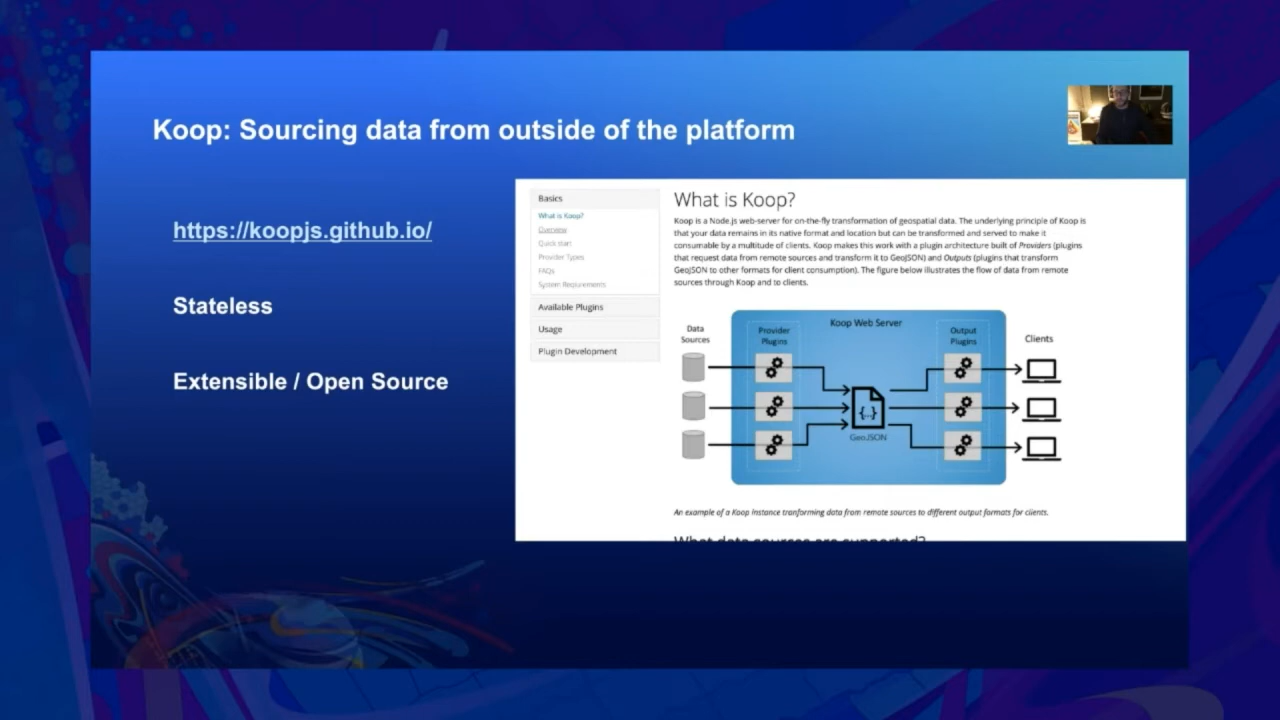 Koop: Sourcing data from outside of the platform
https://koopjs.github.io/
Stateless
Extensible / Open Source
Basics
What is Koop?
Overview
Quick start
Provider Types
FAQs
System Requirements
Available Plugins
Usage
Plugin Development
What is Koop?
Koop is a Node.js web-server for on-the-fly transformation of geospatial data. The underlying principle of Koop is
that your data remains in its native format and location but can be transformed and served to make it
consumable by a multitude of clients. Koop makes this work with a plugin architecture built of Providers (plugins
that request data from remote sources and transform it to GeoJSON) and Outputs (plugins that transform
GeoJSON to other formats for client consumption). The figure below illustrates the flow of data from remote
sources through Koop and to clients.
Data
Sources
Provider
Plugins
Koop Web Server
Output
Plugins
Clients
{..}
GeoJSON
An example of a Koop instance tranforming data from remote sources to different output formats for clients.
What data sources are supported?